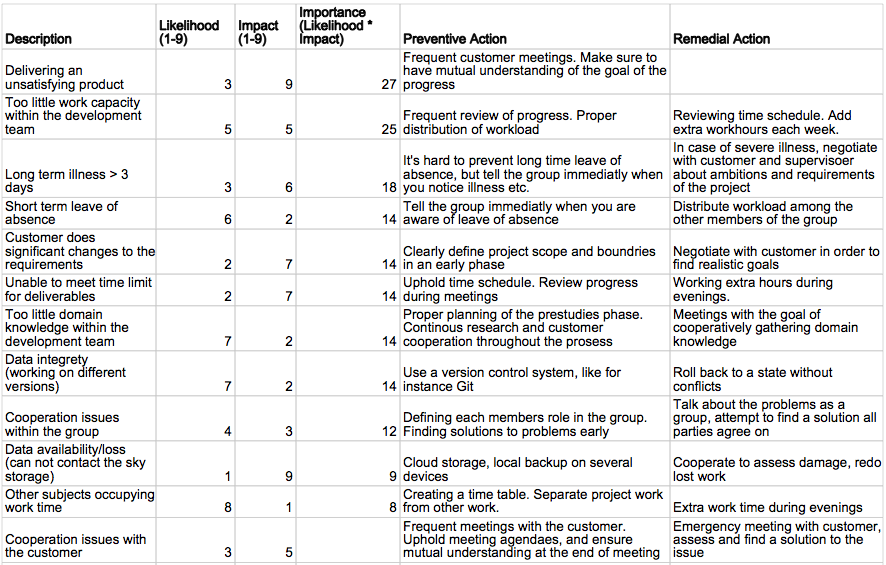 Description Likelihood (1-9) Impact (1-9) Importance (Likelihood * Impact) Preventive Action Remedial Action
Delivering an
unsatisfying product
3
9
27
Frequent customer meetings. Make sure to
have mutual understanding of the goal of the
progress
Too little work capacity
within the development
team
5
5
25
Frequent review of progress. Proper
distribution of workload
Reviewing time schedule. Add
extra workhours each week.
Long term illness > 3
days
3
6
18
It's hard to prevent long time leave of
absence, but tell the group immediatly when
you notice illness etc.
In case of severe illness, negotiate
with customer and supervisoer
about ambitions and requirements
of the project
Short term leave of
absence
6
2
14
Tell the group immediatly when you are
aware of leave of absence
Distribute workload among the
other members of the group
Customer does
significant changes to the
requirements
2
7
14
Clearly define project scope and boundries
in an early phase
Negotiate with customer in order to
find realistic goals
Unable to meet time limit
for deliverables
2
7
14
Uphold time schedule. Review progress
during meetings
Working extra hours during
evenings.
Too little domain
knowledge within the
development team
7
2
14
Proper planning of the prestudies phase.
Continous research and customer
cooperation throughout the prosess
Meetings with the goal of
cooperatively gathering domain
knowledge
Data integrety
(working on different
versions)
7
2
14
Use a version control system, like for
instance Git
Roll back to a state without
conflicts
Cooperation issues
within the group
4
3
12
Defining each members role in the group.
Finding solutions to problems early
Talk about the problems as a
group, attempt to find a solution all
parties agree on
Data availability/loss
(can not contact the sky
storage)
1
9
9
Cloud storage, local backup on several
devices
Cooperate to assess damage, redo
lost work
Other subjects occupying
work time
8
1
8
Creating a time table. Separate project work
from other work.
Extra work time during evenings
Cooperation issues with
the customer
3
5
Frequent meetings with the customer.
Uphold meeting agendaes, and ensure
mutual understanding at the end of meeting
Emergency meeting with customer,
assess and find a solution to the
issue